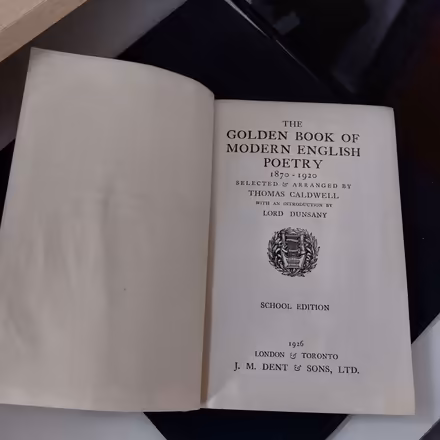 THE
GOLDEN BOOK OF
MODERN ENGLISH
POETRY
1870-1920
SELECTED & ARRANGED BY
THOMAS CALDWELL
WITH AN INTRODUCTION BY
LORD DUNSANY
SCHOOL EDITION
1926
LONDON & TORONTO
J. M. DENT & SONS, LTD.